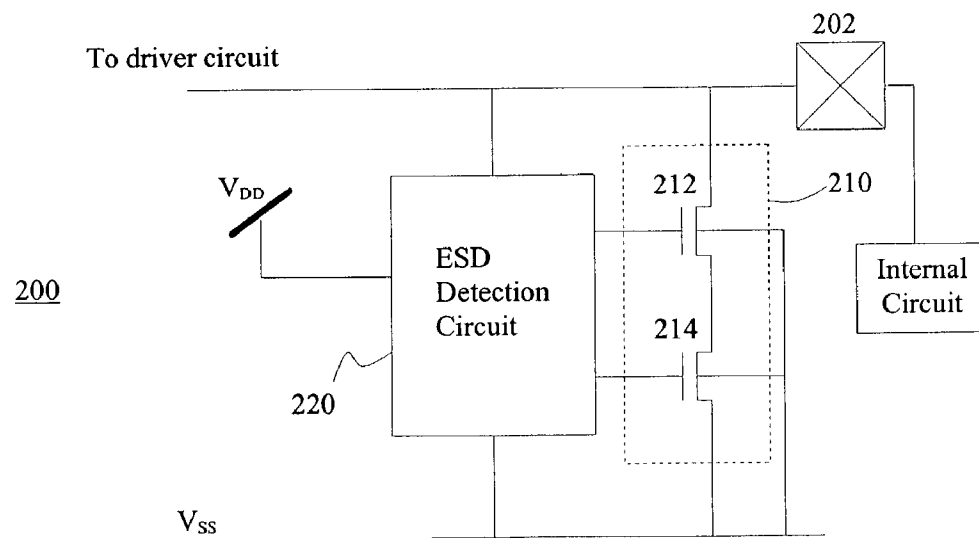 202
To driver circuit
212
210
V_DD
ESD
Detection
Circuit
Internal
Circuit
200
214
220
V_SS